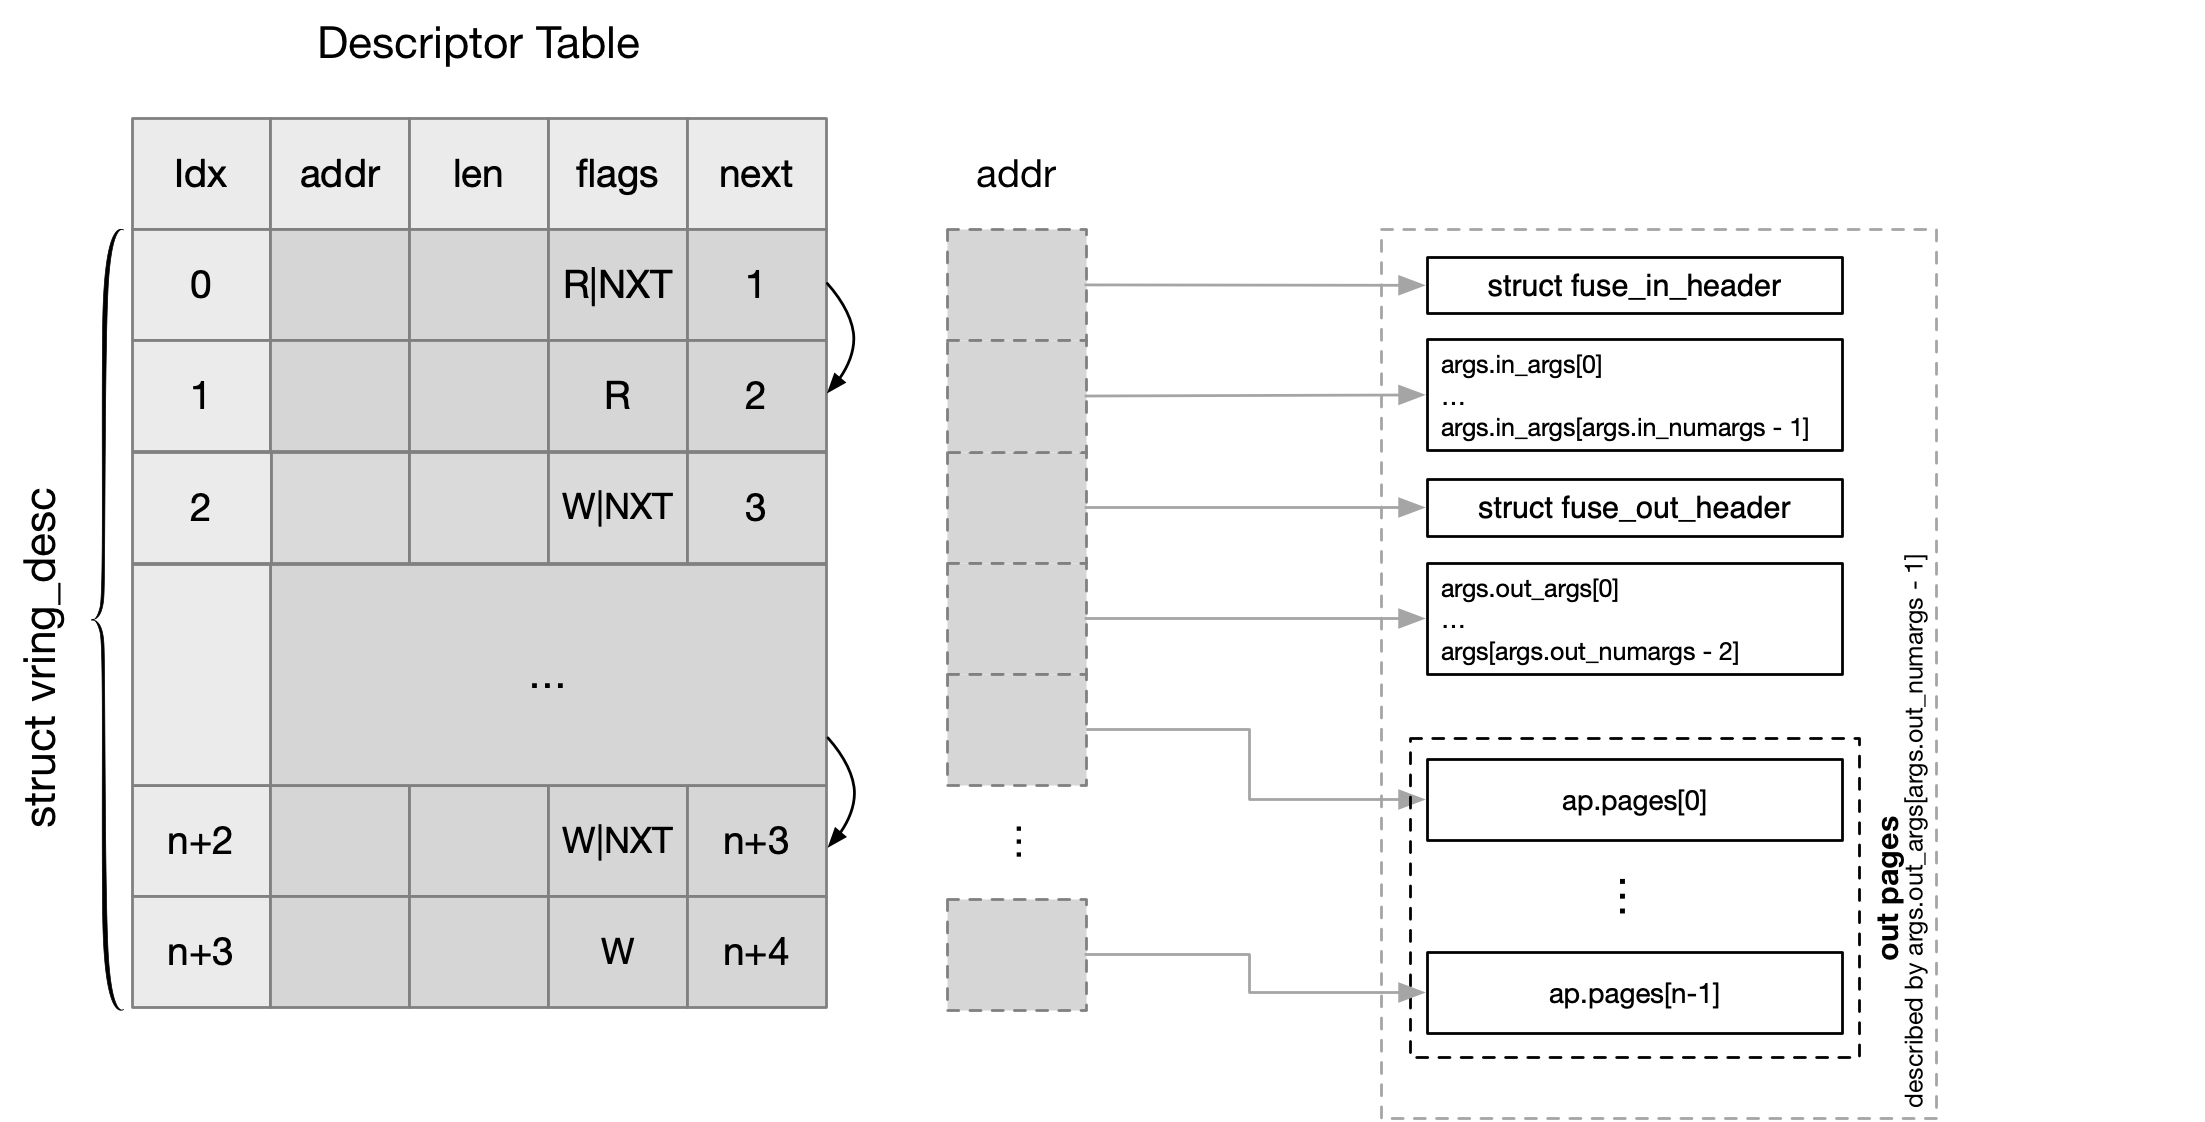 Descriptor Table
Idx addr len flags next
0 R|NXT 1
1 R 2
2 W|NXT 3
...
n+2 W|NXT n+3
n+3 W n+4
struct vring_desc
addr
...
struct fuse_in_header
args.in_args[0]
...
args.in_args[args.in_numargs - 1]
struct fuse_out_header
args.out_args[0]
...
args[args.out_numargs - 2]
ap.pages[0]
...
ap.pages[n-1]
out pages
described by args.out_args[args.out_numargs - 1]